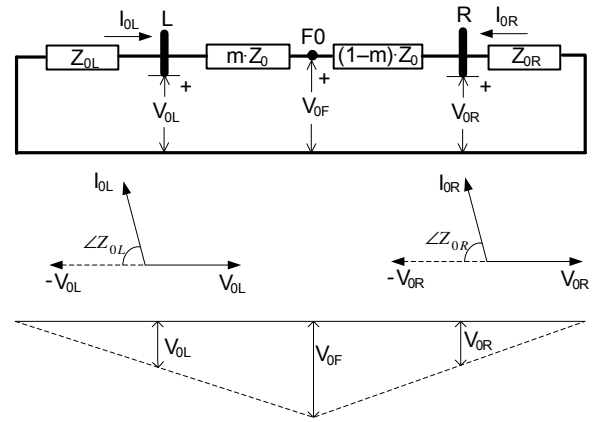 I0L L R I0R
Z0L m·Z0 F0 (1–m)·Z0 Z0R
+ + +
V0L V0F V0R
I0L I0R
∠Z0L ∠Z0R
-V0L V0L -V0R V0R
V0L V0F V0R